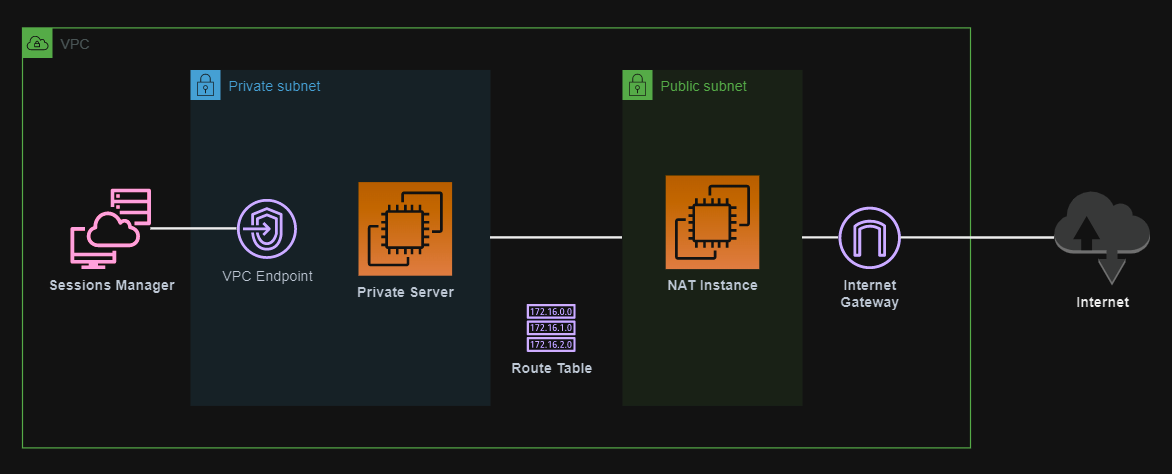 VPC
Private subnet
Public subnet
Sessions Manager
VPC Endpoint
Private Server
172.16.0.0
172.16.1.0
172.16.2.0
Route Table
NAT Instance
Internet
Gateway
Internet